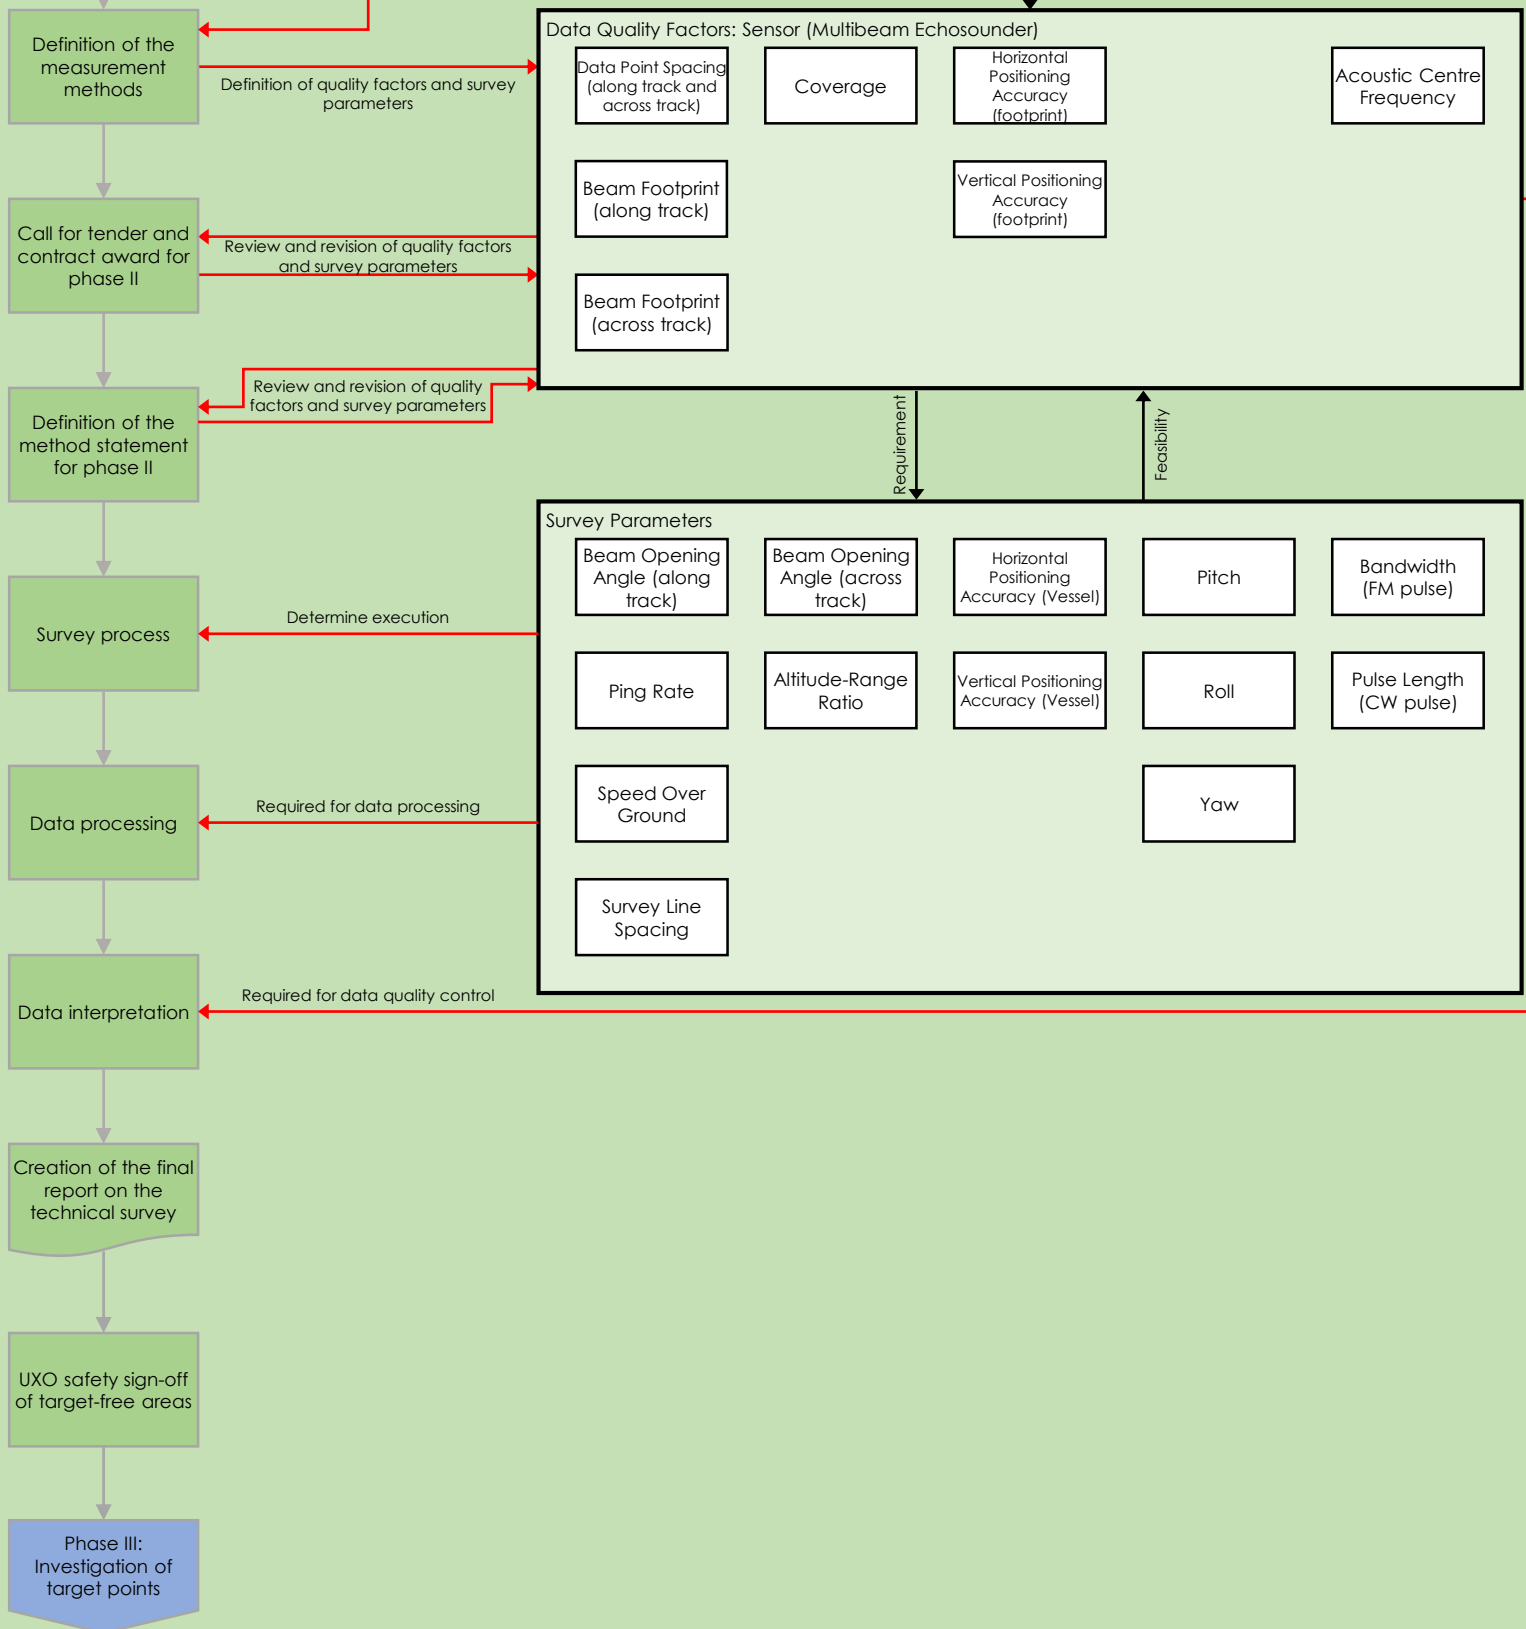 Definition of the
measurement
methods
Definition of quality factors and survey
parameters
Call for tender and
contract award for
phase II
Review and revision of quality factors
and survey parameters
Definition of the
method statement
for phase II
Review and revision of quality
factors and survey parameters
Survey process
Determine execution
Data processing
Required for data processing
Data interpretation
Required for data quality control
Creation of the final
report on the
technical survey
UXO safety sign-off
of target-free areas
Phase III:
Investigation of
target points
Data Quality Factors: Sensor (Multibeam Echosounder)
Data Point Spacing
(along track and
across track)
Coverage
Horizontal
Positioning
Accuracy
(footprint)
Acoustic Centre
Frequency
Beam Footprint
(along track)
Vertical Positioning
Accuracy
(footprint)
Beam Footprint
(across track)
Requirement
Feasibility
Survey Parameters
Beam Opening
Angle (along
track)
Beam Opening
Angle (across
track)
Horizontal
Positioning
Accuracy (Vessel)
Pitch
Bandwidth
(FM pulse)
Ping Rate
Altitude-Range
Ratio
Vertical Positioning
Accuracy (Vessel)
Roll
Pulse Length
(CW pulse)
Speed Over
Ground
Yaw
Survey Line
Spacing